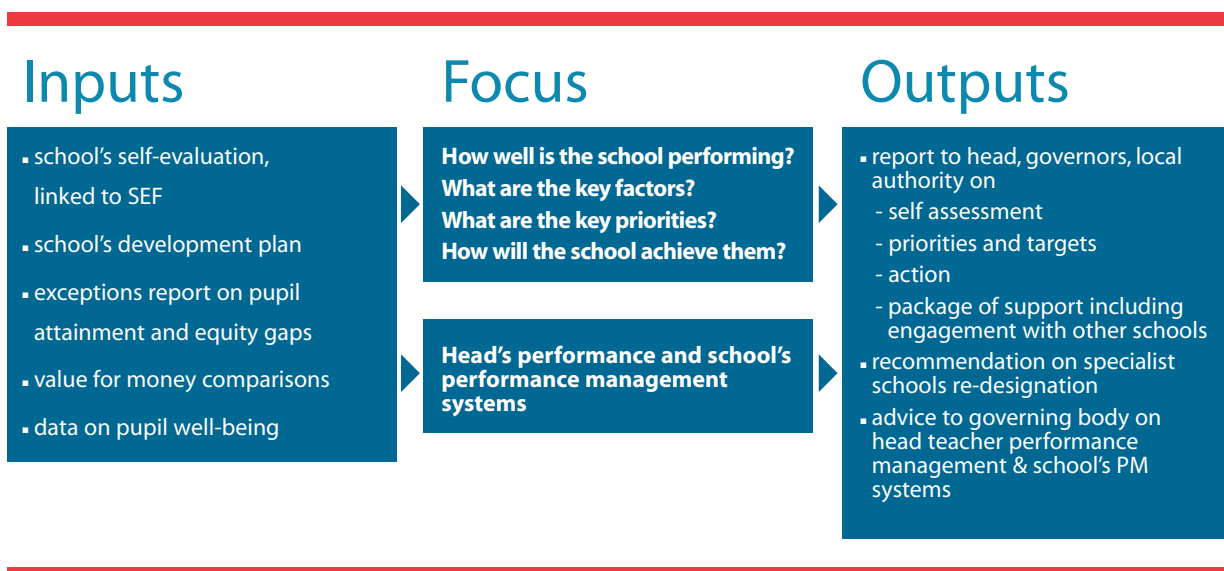 Inputs
▪ school’s self-evaluation,
linked to SEF
▪ school’s development plan
▪ exceptions report on pupil
attainment and equity gaps
▪ value for money comparisons
▪ data on pupil well-being
Focus
How well is the school performing?
What are the key factors?
What are the key priorities?
How will the school achieve them?
Head’s performance and school’s
performance management
systems
Outputs
▪ report to head, governors, local
authority on
- self assessment
- priorities and targets
- action
- package of support including
engagement with other schools
▪ recommendation on specialist
schools re-designation
▪ advice to governing body on
head teacher performance
management & school’s PM
systems